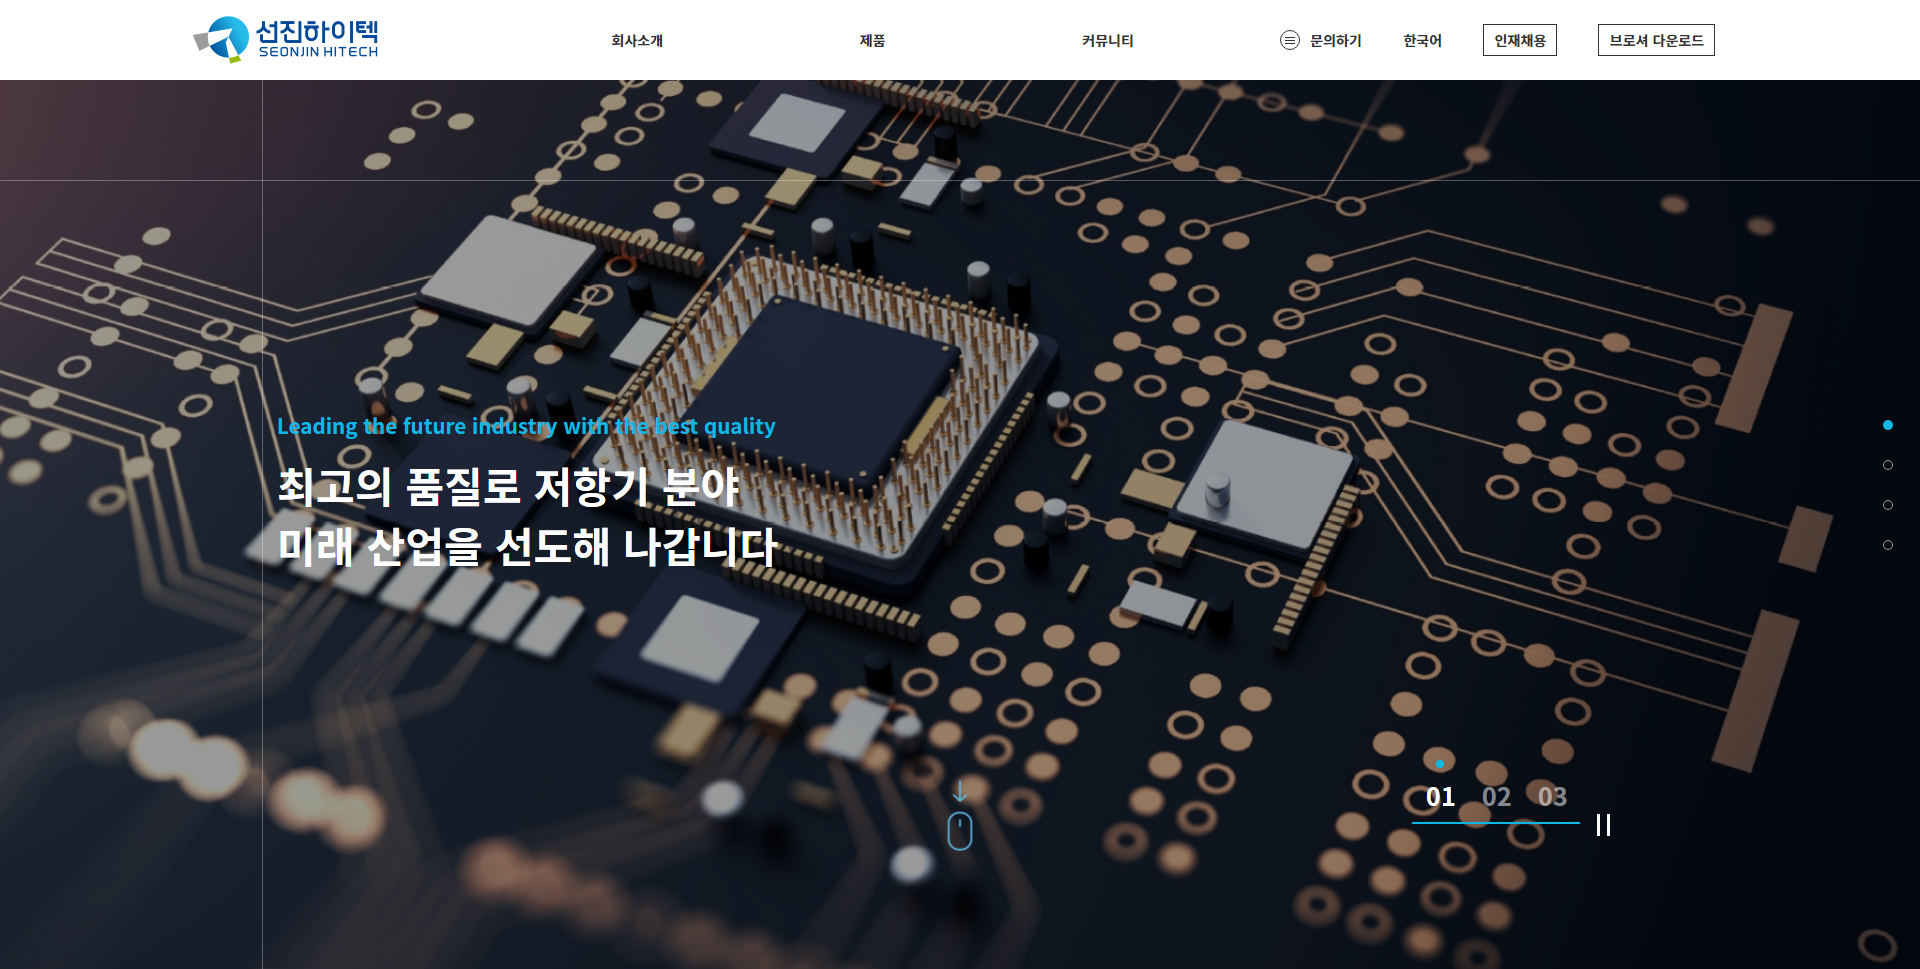 선진하이텍
SEONJIN HITECH
회사소개
제품
커뮤니티
문의하기
한국어
인재채용
브로셔 다운로드
Leading the future industry with the best quality
최고의 품질로 저항기 분야
미래 산업을 선도해 나갑니다
01 02 03